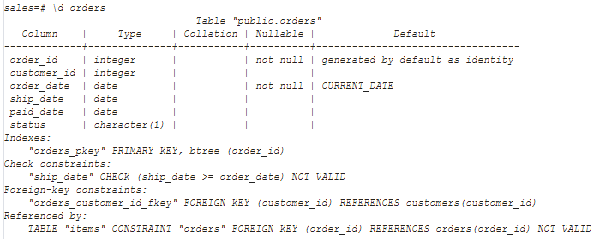 sales=# \d orders
Table "public.orders"
Column | Type | Collation | Nullable | Default
order_id | integer | | not null | generated by default as identity
customer_id | integer | | |
order_date | date | | not null | CURRENT_DATE
ship_date | date | | |
paid_date | date | | |
status | character(1) | | |
Indexes:
"orders_pkey" PRIMARY KEY, btree (order_id)
Check constraints:
"ship_date" CHECK (ship_date >= order_date) NOT VALID
Foreign-key constraints:
"orders_customer_id_fkey" FOREIGN KEY (customer_id) REFERENCES customers(customer_id)
Referenced by:
TABLE "items" CONSTRAINT "orders" FOREIGN KEY (order_id) REFERENCES orders(order_id) NOT VALID